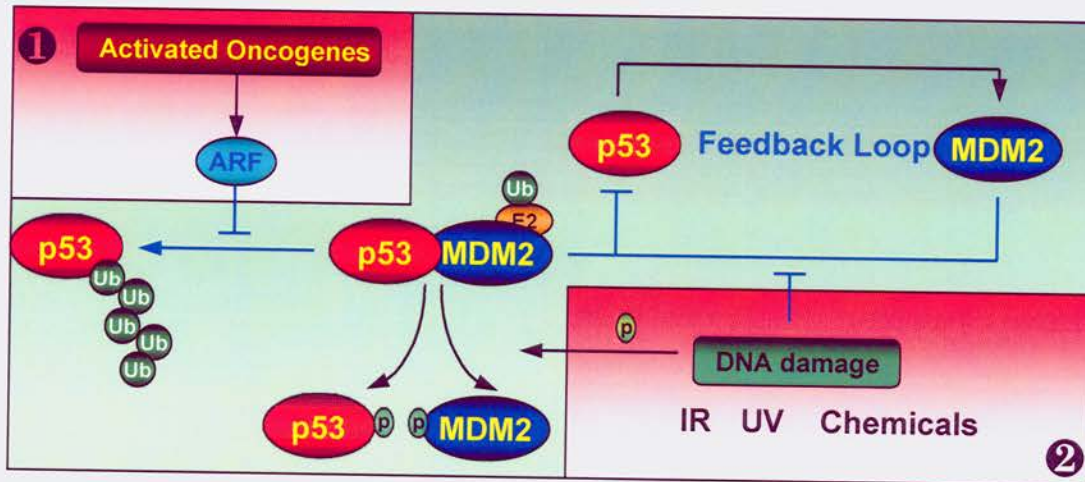 1
Activated Oncogenes
ARF
p53
Feedback Loop
MDM2
Ub
E2
p53
p53
MDM2
Ub
Ub
Ub
Ub
Ub
p
DNA damage
p53
p
p
MDM2
IR UV Chemicals
2